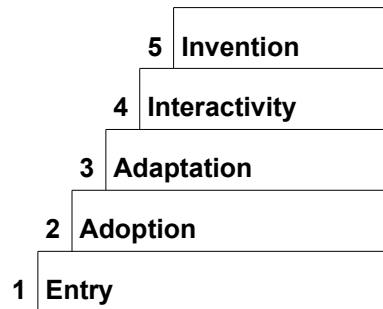 5 Invention
4 Interactivity
3 Adaptation
2 Adoption
1 Entry